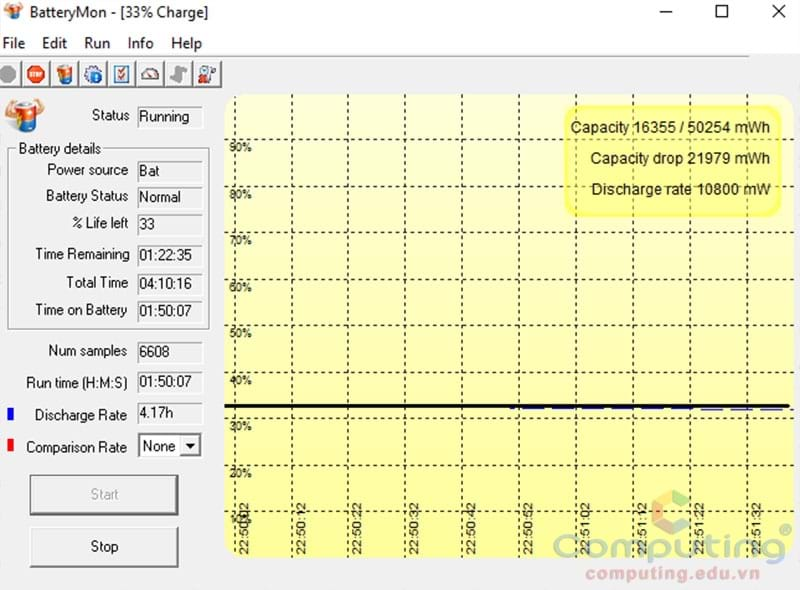 BatteryMon - [33% Charge]
File Edit Run Info Help
STOP
Status Running
Battery details
Power source Bat
Battery Status Normal
% Life left 33
Time Remaining 01:22:35
Total Time 04:10:16
Time on Battery 01:50:07
Num samples 6608
Run time (H:M:S) 01:50:07
Discharge Rate 4.17h
Comparison Rate None
Start
Stop
Capacity 16355 / 50254 mWh
Capacity drop 21979 mWh
Discharge rate 10800 mW
90%
80%
70%
60%
50%
40%
30%
20%
10%
22:50:02 22:50:12 22:50:22 22:50:32 22:50:42 22:50:52 22:51:02 22:51:12 22:51:22 22:51:32
Computing®
computing.edu.vn